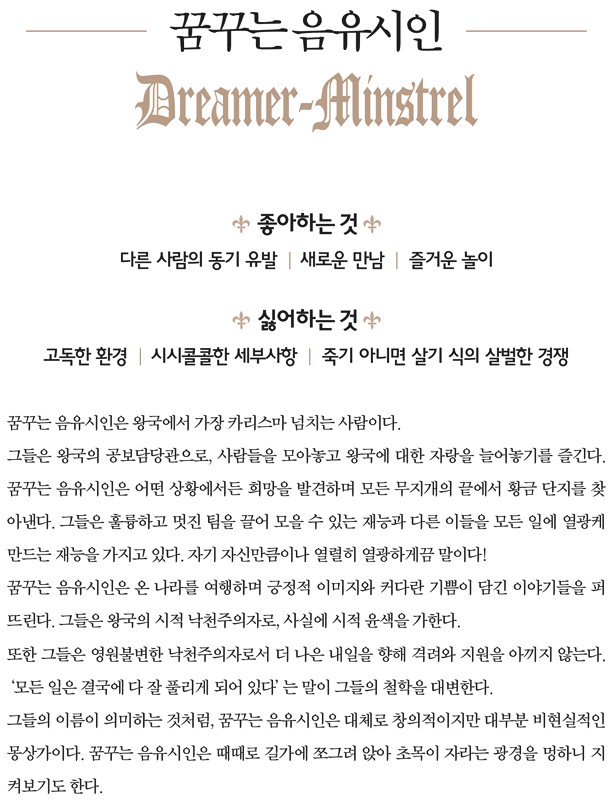 꿈꾸는 음유시인
Dreamer-Minstrel
좋아하는 것
다른 사람의 동기 유발 | 새로운 만남 | 즐거운 놀이
싫어하는 것
고독한 환경 | 시시콜콜한 세부사항 | 죽기 아니면 살기 식의 살벌한 경쟁
꿈꾸는 음유시인은 왕국에서 가장 카리스마 넘치는 사람이다.
그들은 왕국의 공보담당관으로, 사람들을 모아놓고 왕국에 대한 자랑을 늘어놓기를 즐긴다.
꿈꾸는 음유시인은 어떤 상황에서든 희망을 발견하며 모든 무지개의 끝에서 황금 단지를 찾
아낸다. 그들은 훌륭하고 멋진 팀을 끌어 모을 수 있는 재능과 다른 이들을 모든 일에 열광케
만드는 재능을 가지고 있다. 자기 자신만큼이나 열렬히 열광하게끔 말이다!
꿈꾸는 음유시인은 온 나라를 여행하며 긍정적 이미지와 커다란 기쁨이 담긴 이야기들을 퍼
뜨린다. 그들은 왕국의 시적 낙천주의자로, 사실에 시적 윤색을 가한다.
또한 그들은 영원불변한 낙천주의자로서 더 나은 내일을 향해 격려와 지원을 아끼지 않는다.
‘모든 일은 결국에 다 잘 풀리게 되어 있다’는 말이 그들의 철학을 대변한다.
그들의 이름이 의미하는 것처럼, 꿈꾸는 음유시인은 대체로 창의적이지만 대부분 비현실적인
몽상가이다. 꿈꾸는 음유시인은 때때로 길가에 쪼그려 앉아 초목이 자라는 광경을 멍하니 지
켜보기도 한다.